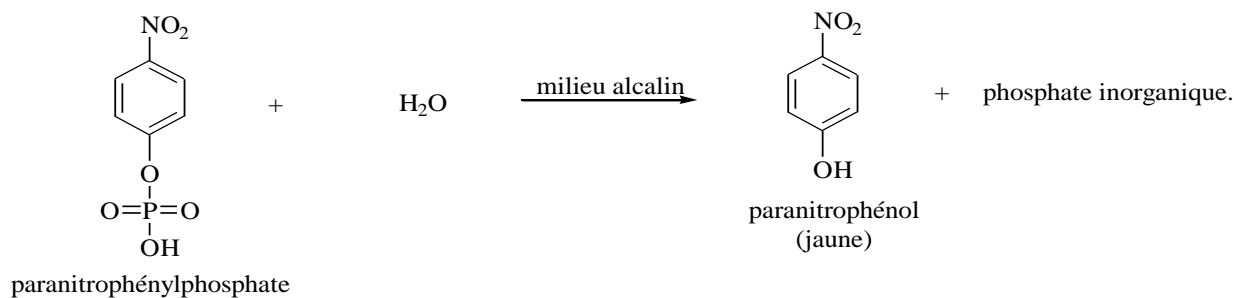 NO2
NO2
+ H2O milieu alcalin + phosphate inorganique.
O
O=P=O
OH
paranitrophénylphosphate
OH
paranitrophénol
(jaune)